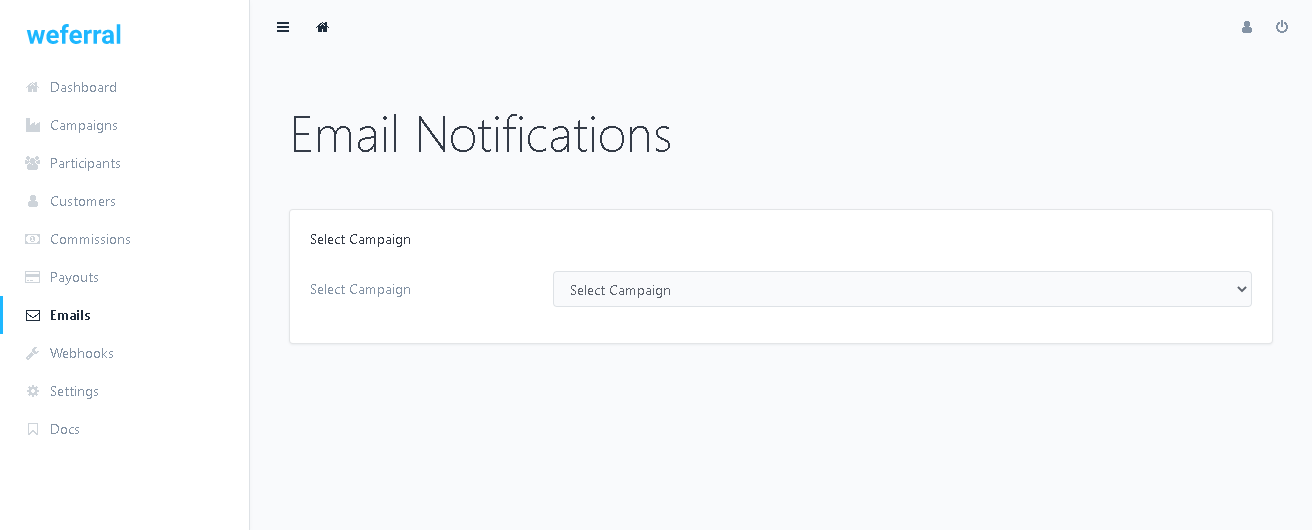 weferral
Dashboard
Campaigns
Participants
Customers
Commissions
Payouts
Emails
Webhooks
Settings
Docs
Email Notifications
Select Campaign
Select Campaign
Select Campaign